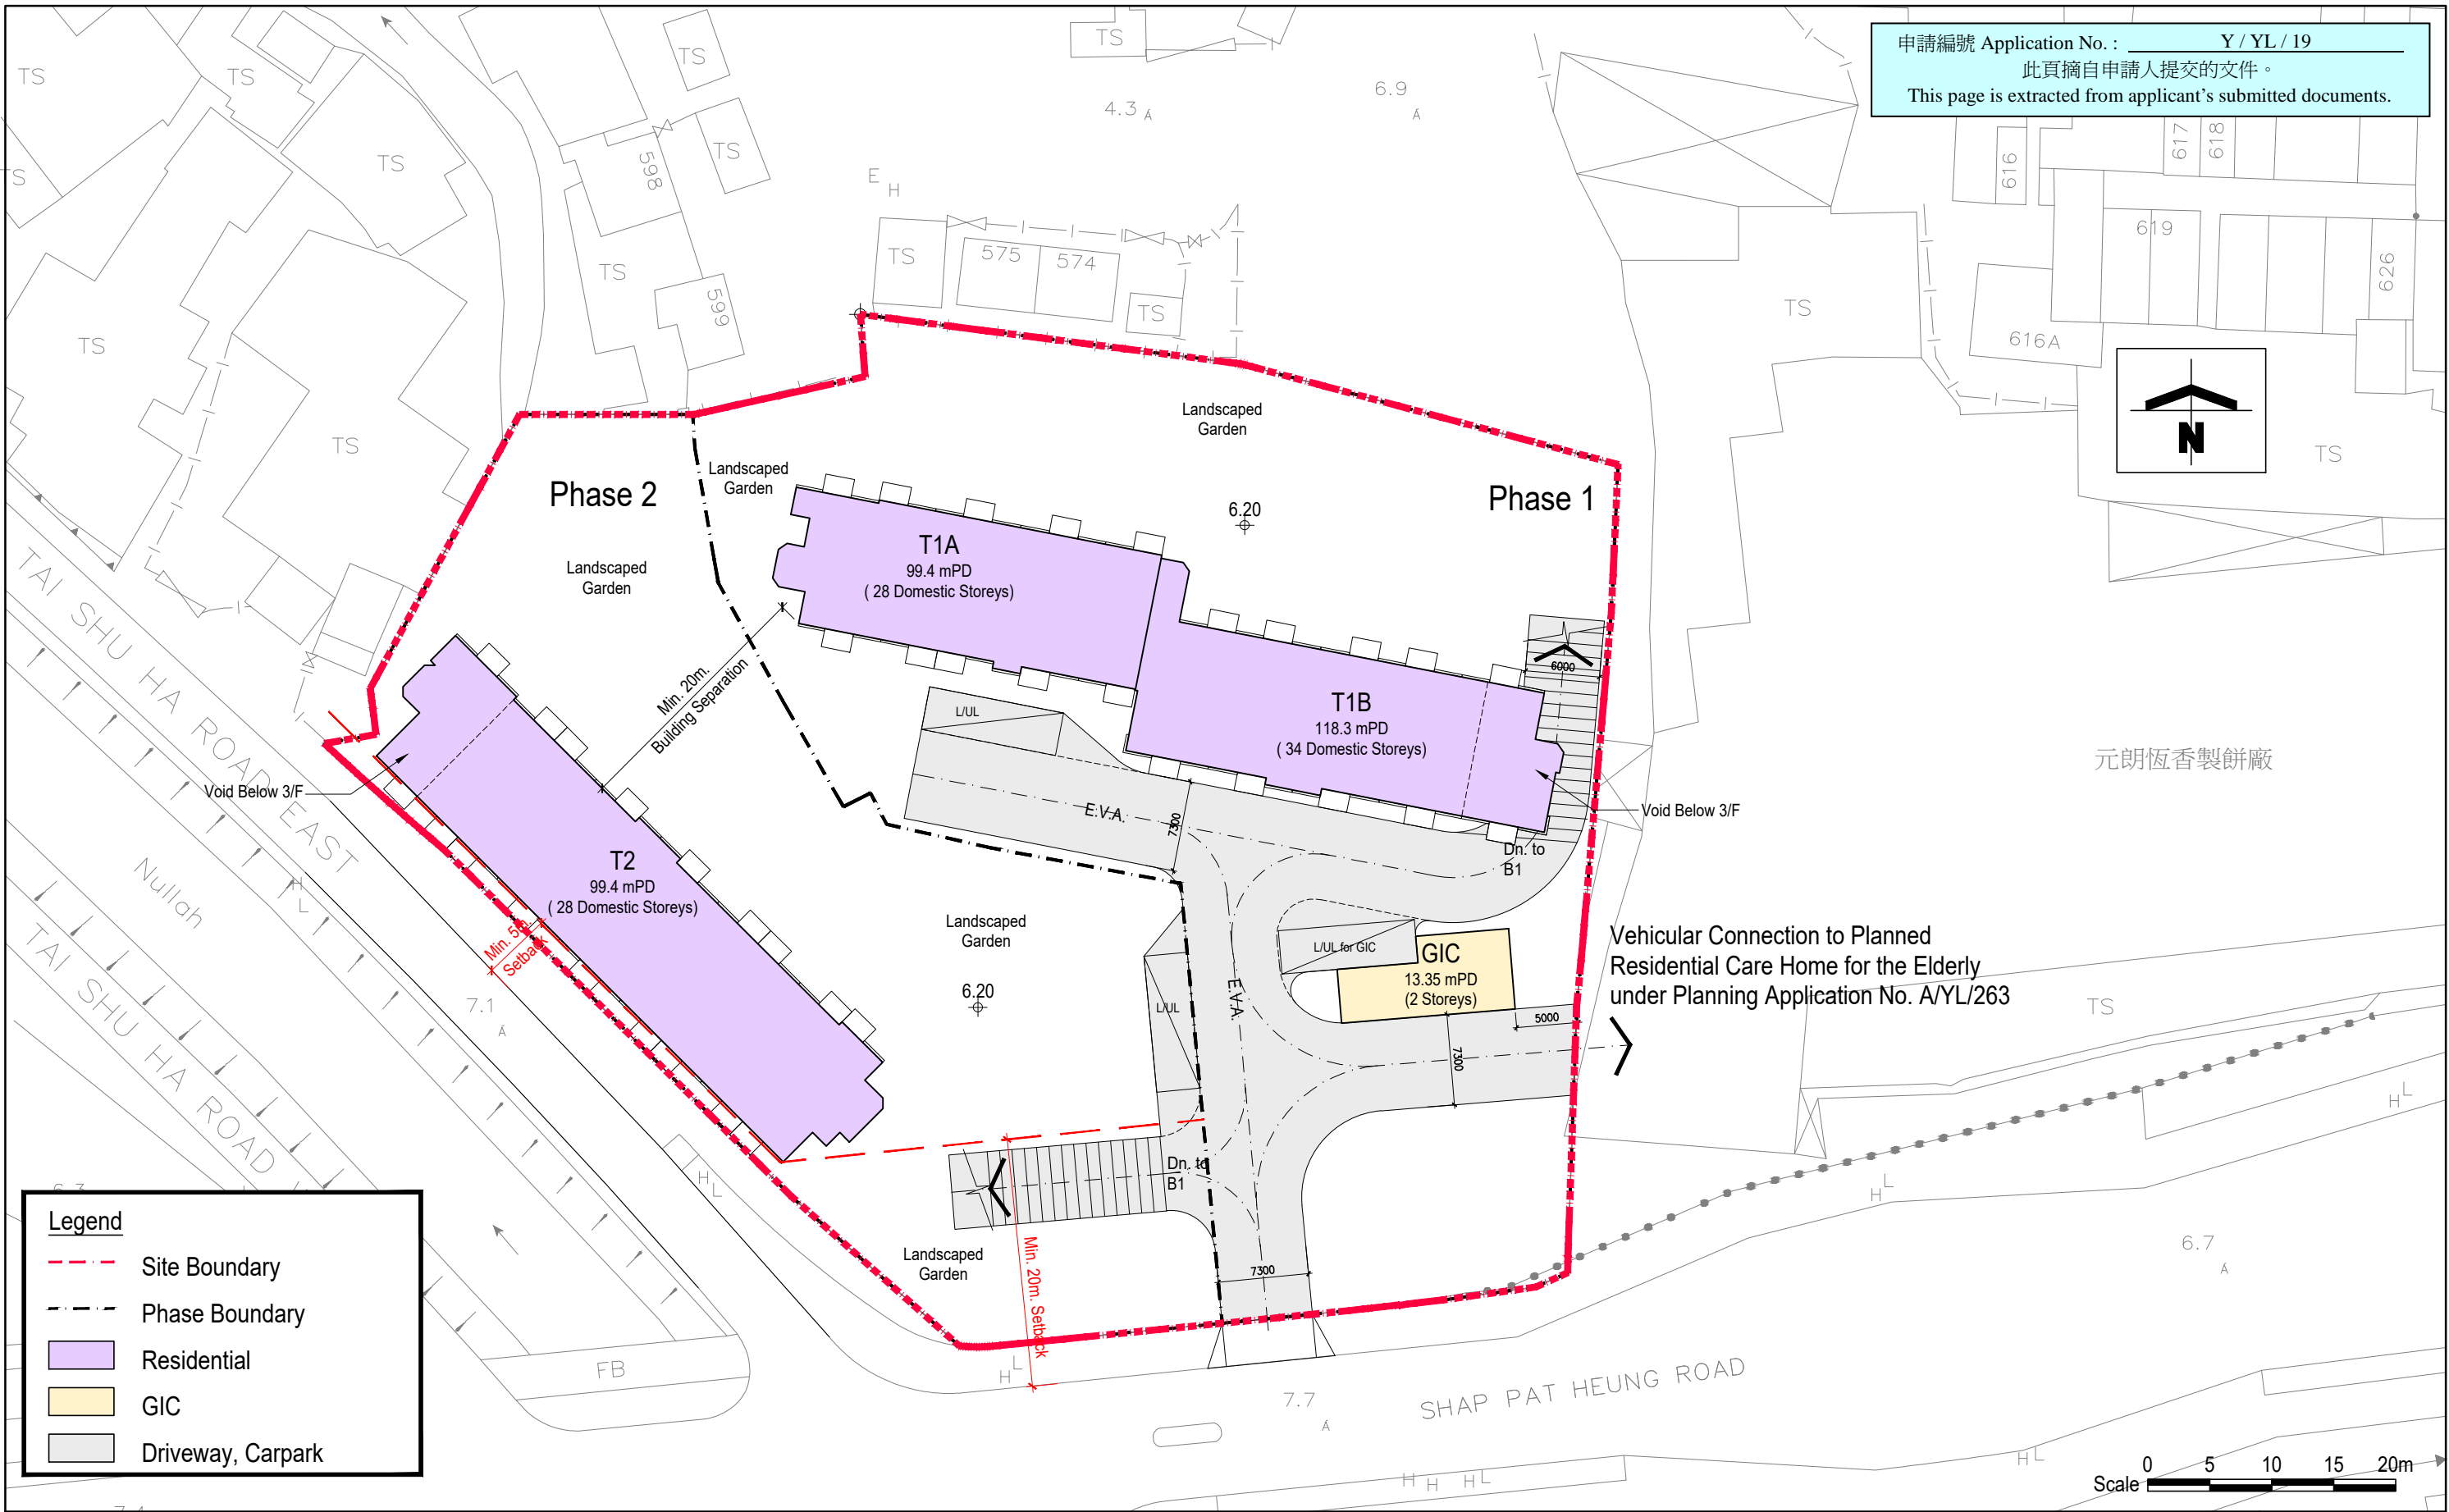 申請編號 Application No. : Y / YL / 19
此頁摘自申請人提交的文件。
This page is extracted from applicant's submitted documents.
TS
TS
TS
TS
TS
TS
TS
TS
TS
TS
598
599
4.3
6.9
E
H
TS
575
574
TS
616
617
618
619
626
616A
TS
TS
N
Landscaped
Garden
Landscaped
Garden
Phase 2
Phase 1
6.20
T1A
99.4 mPD
( 28 Domestic Storeys)
Landscaped
Garden
Min. 20m.
Building Separation
6000
T1B
118.3 mPD
( 34 Domestic Storeys)
L/UL
元朗恆香製餅廠
TAI SHU HA ROAD EAST
Void Below 3/F
Void Below 3/F
E.V.A.
7300
Dn. to
B1
T2
99.4 mPD
( 28 Domestic Storeys)
Nullah
H
L
Landscaped
Garden
L/UL for GIC
GIC
13.35 mPD
(2 Storeys)
Vehicular Connection to Planned
Residential Care Home for the Elderly
under Planning Application No. A/YL/263
TS
Min. 5m.
Setback
TAI SHU HA ROAD
7.1
6.20
L/UL
E.V.A.
5000
7300
H L
Dn. to
B1
H L
H L
6.7
Landscaped
Garden
Min. 20m. Setback
7300
H L
6.3
Legend
Site Boundary
Phase Boundary
Residential
GIC
Driveway, Carpark
FB
7.7
SHAP PAT HEUNG ROAD
H H H L
H L
7.4
Scale 0 5 10 15 20m